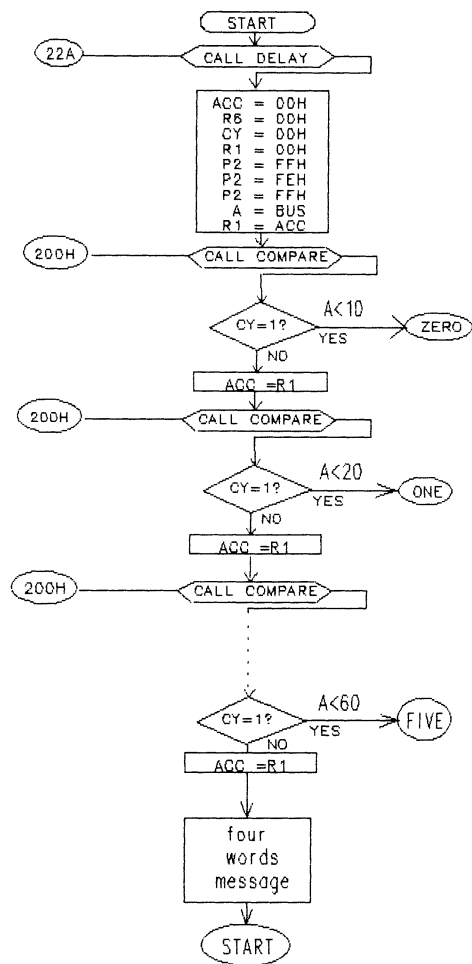 START
22A
CALL DELAY
ACC = 00H
R6 = 00H
CY = 00H
R1 = 00H
P2 = FFH
P2 = FEH
P2 = FFH
A = BUS
R1 = ACC
200H
CALL COMPARE
CY=1?
A<10
YES
ZERO
NO
ACC =R1
200H
CALL COMPARE
CY=1?
A<20
YES
ONE
NO
ACC =R1
200H
CALL COMPARE
CY=1?
A<60
YES
FIVE
NO
ACC =R1
four
words
message
START